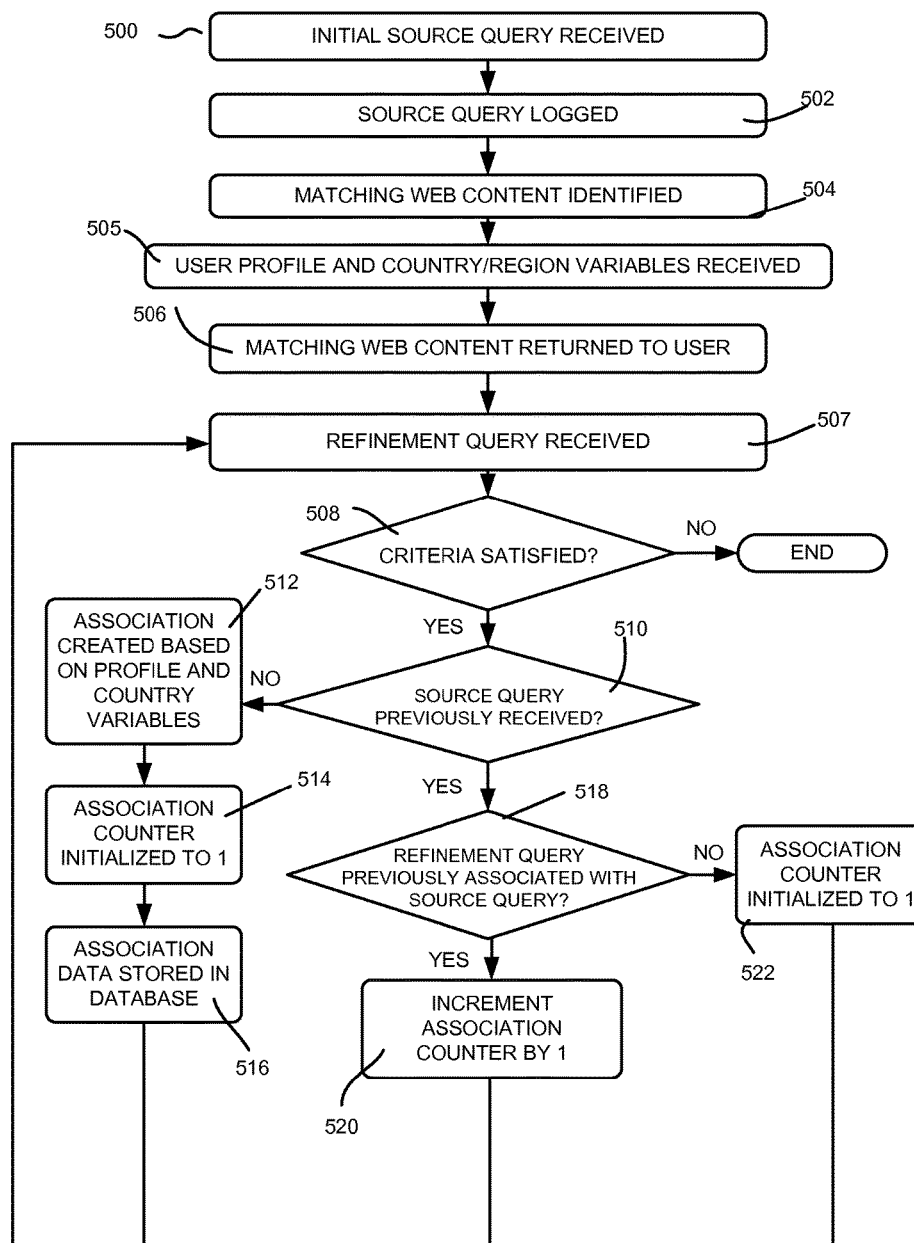 500
INITIAL SOURCE QUERY RECEIVED
502
SOURCE QUERY LOGGED
MATCHING WEB CONTENT IDENTIFIED
504
505
USER PROFILE AND COUNTRY/REGION VARIABLES RECEIVED
506
MATCHING WEB CONTENT RETURNED TO USER
507
REFINEMENT QUERY RECEIVED
508
CRITERIA SATISFIED?
NO
END
YES
512
ASSOCIATION
CREATED BASED
ON PROFILE AND
COUNTRY
VARIABLES
NO
510
SOURCE QUERY
PREVIOUSLY RECEIVED?
YES
514
ASSOCIATION
COUNTER
INITIALIZED TO 1
518
REFINEMENT QUERY
PREVIOUSLY ASSOCIATED WITH
SOURCE QUERY?
NO
ASSOCIATION
COUNTER
INITIALIZED TO 1
522
YES
ASSOCIATION
DATA STORED IN
DATABASE
516
INCREMENT
ASSOCIATION
COUNTER BY 1
520